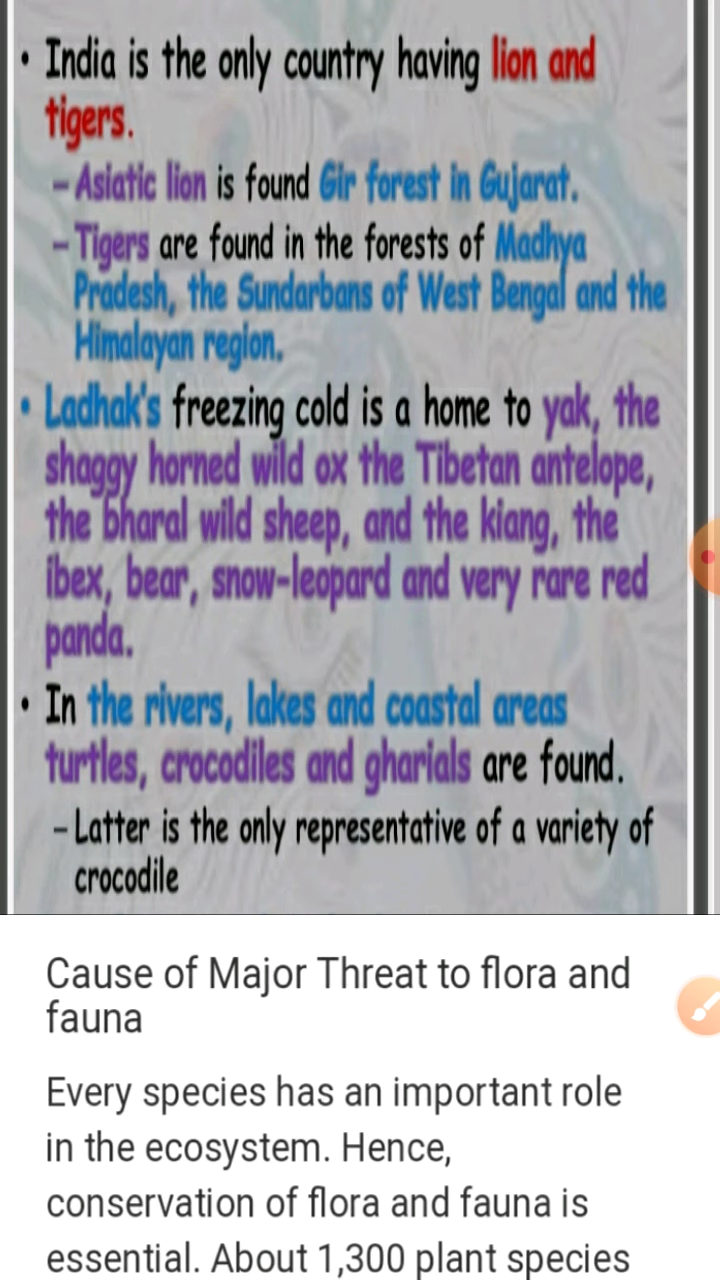 • India is the only country having lion and
tigers.
– Asiatic lion is found Gir forest in Gujarat.
– Tigers are found in the forests of Madhya
Pradesh, the Sundarbans of West Bengal and the
Himalayan region.
• Ladhak's freezing cold is a home to yak, the
shaggy horned wild ox the Tibetan antelope,
the bharal wild sheep, and the kiang, the
ibex, bear, snow-leopard and very rare red
panda.
• In the rivers, lakes and coastal areas
turtles, crocodiles and gharials are found.
– Latter is the only representative of a variety of
crocodile
Cause of Major Threat to flora and
fauna
Every species has an important role
in the ecosystem. Hence,
conservation of flora and fauna is
essential. About 1,300 plant species